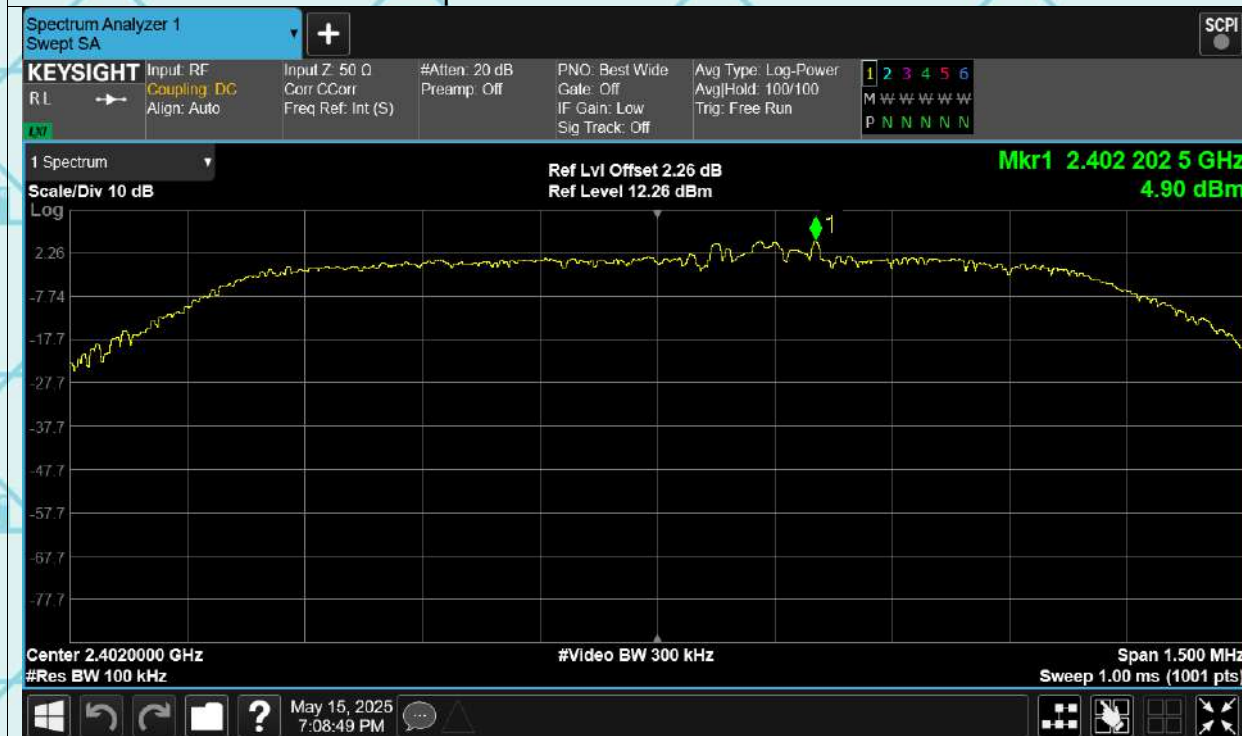 Spectrum Analyzer 1
Swept SA
+
SCPI
KEYSIGHT
RL
LXI
Input: RF
Coupling: DC
Align: Auto
Input Z: 50 Ω
Corr CCorr
Freq Ref: Int (S)
#Atten: 20 dB
Preamp: Off
PNO: Best Wide
Gate: Off
IF Gain: Low
Sig Track: Off
Avg Type: Log-Power
Avg|Hold: 100/100
Trig: Free Run
1 2 3 4 5 6
M W W W W W
P N N N N N
1 Spectrum
Scale/Div 10 dB
Log
Ref Lvl Offset 2.26 dB
Ref Level 12.26 dBm
Mkr1 2.402 202 5 GHz
4.90 dBm
1
2.26
-7.74
-17.7
-27.7
-37.7
-47.7
-57.7
-67.7
-77.7
Center 2.4020000 GHz
#Res BW 100 kHz
#Video BW 300 kHz
Span 1.500 MHz
Sweep 1.00 ms (1001 pts)
?
May 15, 2025
7:08:49 PM